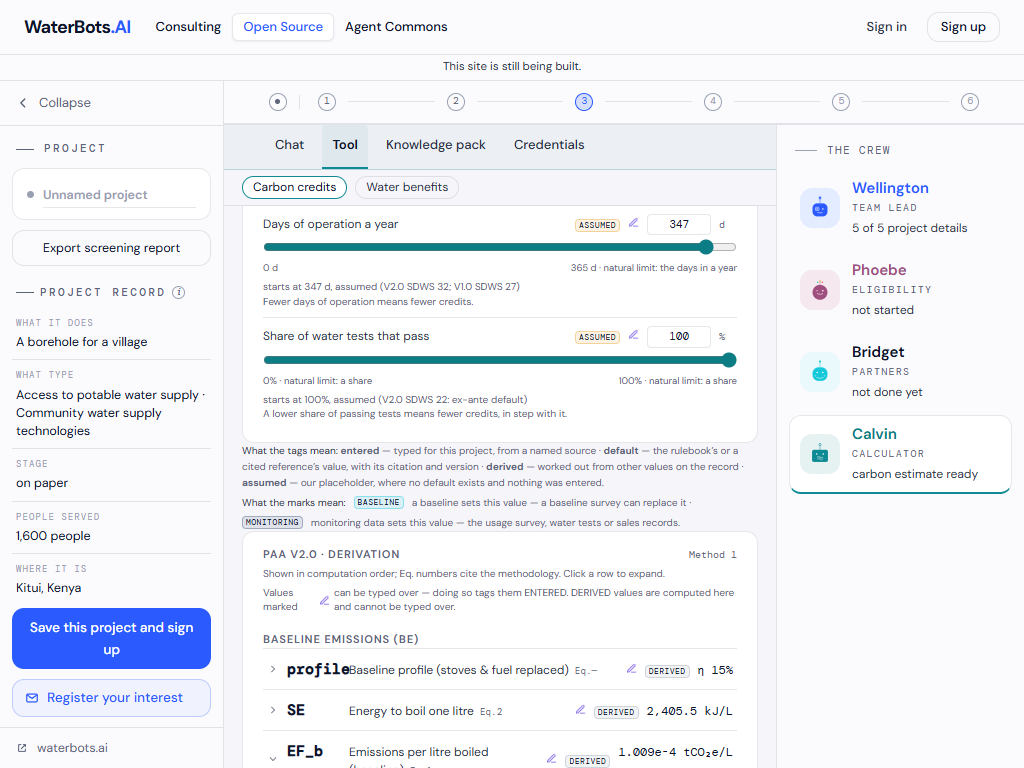 WaterBots.AI
Consulting
Open Source
Agent Commons
Sign in
Sign up
This site is still being built.
Collapse
1
2
3
4
5
6
PROJECT
Unnamed project
Export screening report
PROJECT RECORD i
WHAT IT DOES
A borehole for a village
WHAT TYPE
Access to potable water supply ·
Community water supply
technologies
STAGE
on paper
PEOPLE SERVED
1,600 people
WHERE IT IS
Kitui, Kenya
Save this project and sign
up
Register your interest
waterbots.ai
Chat
Tool
Knowledge pack
Credentials
Carbon credits
Water benefits
Days of operation a year
ASSUMED
347
d
0 d
365 d · natural limit: the days in a year
starts at 347 d, assumed (V2.0 SDWS 32; V1.0 SDWS 27)
Fewer days of operation means fewer credits.
Share of water tests that pass
ASSUMED
100
%
0% · natural limit: a share
100% · natural limit: a share
starts at 100%, assumed (V2.0 SDWS 22: ex-ante default)
A lower share of passing tests means fewer credits, in step with it.
What the tags mean: entered — typed for this project, from a named source · default — the rulebook's or a
cited reference's value, with its citation and version · derived — worked out from other values on the record ·
assumed — our placeholder, where no default exists and nothing was entered.
What the marks mean: BASELINE a baseline sets this value — a baseline survey can replace it ·
MONITORING monitoring data sets this value — the usage survey, water tests or sales records.
PAA V2.0 · DERIVATION
Method 1
Shown in computation order; Eq. numbers cite the methodology. Click a row to expand.
Values marked
can be typed over — doing so tags them ENTERED. DERIVED values are computed here
and cannot be typed over.
BASELINE EMISSIONS (BE)
profile Baseline profile (stoves & fuel replaced) Eq.— DERIVED η 15%
SE Energy to boil one litre Eq.2 DERIVED 2,405.5 kJ/L
EF_b Emissions per litre boiled DERIVED 1.009e-4 tCO₂e/L
THE CREW
Wellington
TEAM LEAD
5 of 5 project details
Phoebe
ELIGIBILITY
not started
Bridget
PARTNERS
not done yet
Calvin
CALCULATOR
carbon estimate ready